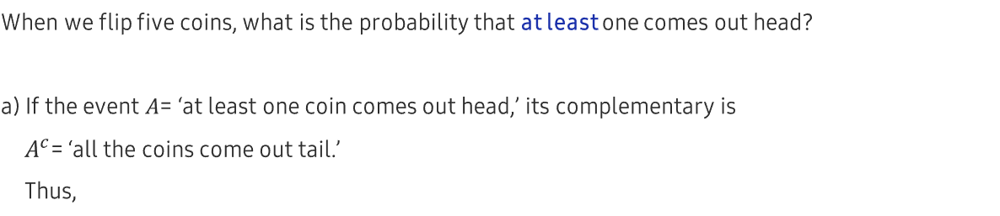 When we flip five coins, what is the probability that at least one comes out head?
a) If the event A= ‘at least one coin comes out head,’ its complementary is
Aᶜ= ‘all the coins come out tail.’
Thus,